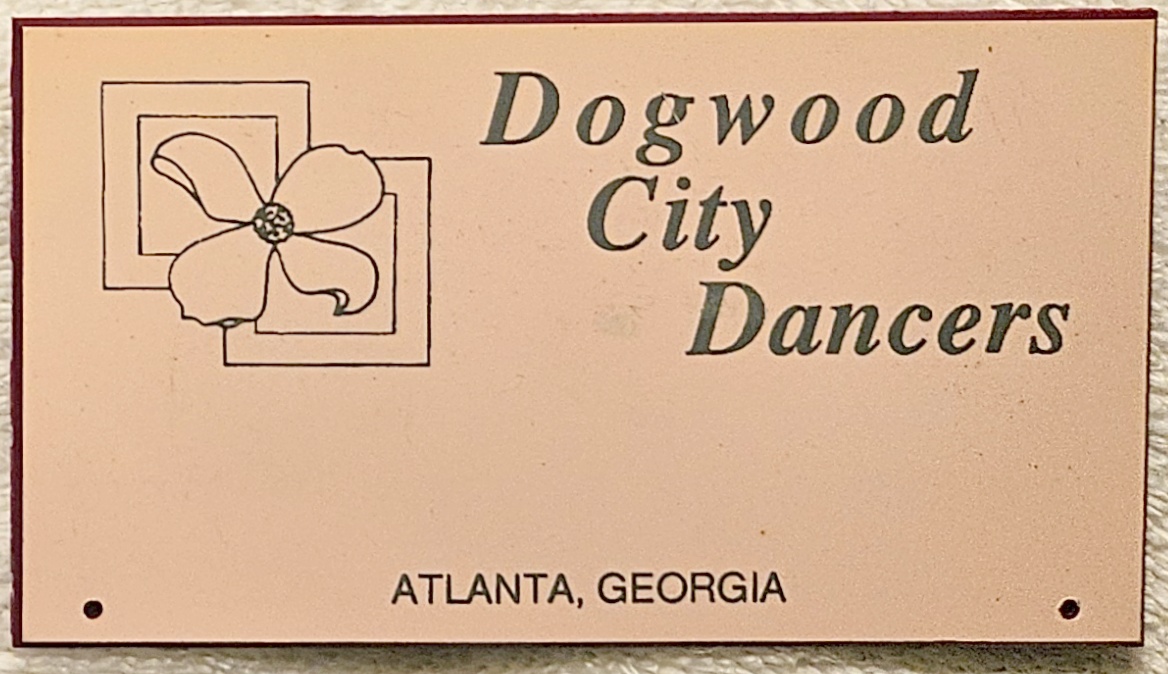 Dogwood
City
Dancers
ATLANTA, GEORGIA